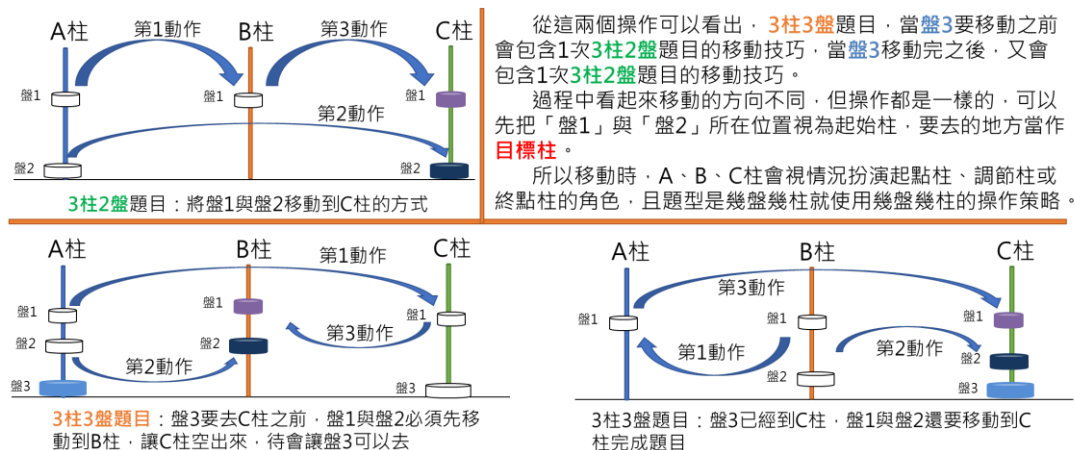 A柱
B柱
C柱
第1動作
第3動作
盤1
盤1
盤1
第2動作
盤2
盤2
3柱2盤題目：將盤1與盤2移動到C柱的方式
從這兩個操作可以看出，3柱3盤題目，當盤3要移動之前
會包含1次3柱2盤題目的移動技巧，當盤3移動完之後，又會
包含1次3柱2盤題目的移動技巧。
過程中看起來移動的方向不同，但操作都是一樣的，可以
先把「盤1」與「盤2」所在位置視為起始柱，要去的地方當作
目標柱。
所以移動時，A、B、C柱會視情況扮演起點柱、調節柱或
終點柱的角色，且題型是幾盤幾柱就使用幾盤幾柱的操作策略。
A柱
B柱
C柱
第1動作
盤1
盤1
盤1
盤2
盤2
第3動作
第2動作
盤3
盤3
3柱3盤題目：盤3要去C柱之前，盤1與盤2必須先移
動到B柱，讓C柱空出來，待會讓盤3可以去
A柱
B柱
C柱
第3動作
盤1
盤1
盤1
第1動作
第2動作
盤2
盤2
盤3
3柱3盤題目：盤3已經到C柱，盤1與盤2還要移動到C
柱完成題目